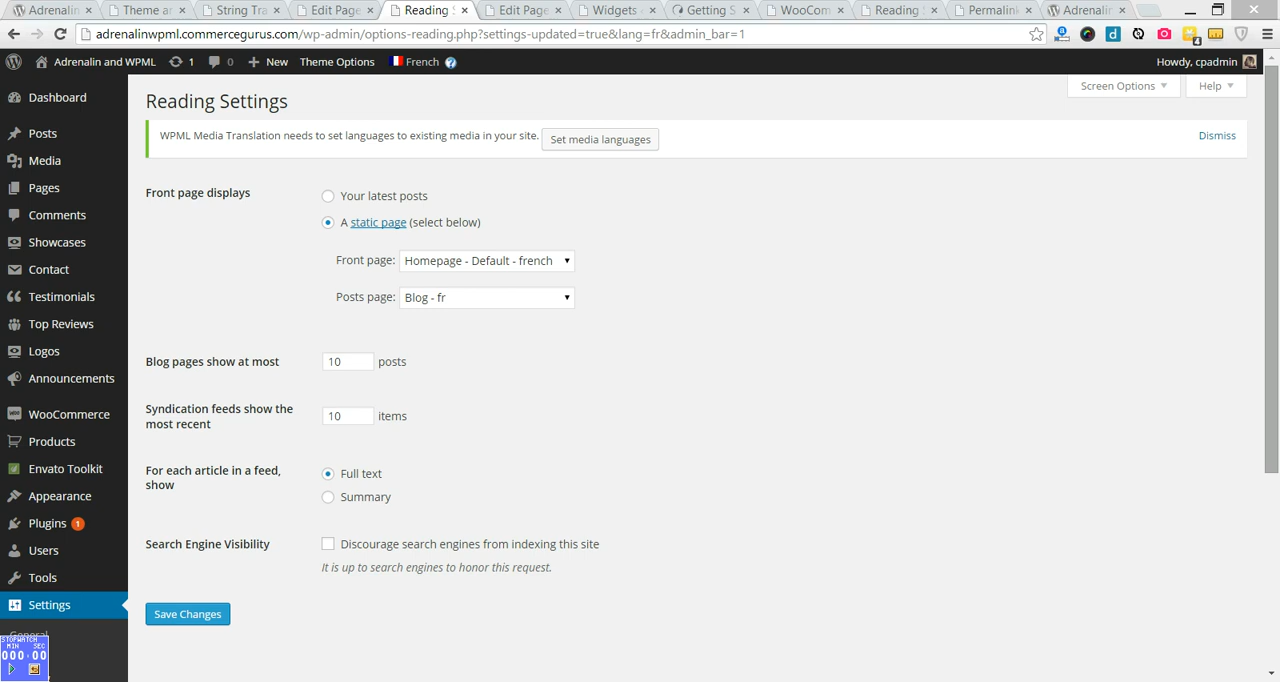 Adrenalin × Theme an × String Tra × Edit Page × Reading S × Edit Page × Widgets × Getting S × WooCom × Reading S × Permalink × Adrenalin ×
adrenalinwpml.commercegurus.com/wp-admin/options-reading.php?settings-updated=true&lang=fr&admin_bar=1
Adrenalin and WPML 1 0 New Theme Options French Howdy, cpadmin
Screen Options Help
Dashboard
Posts
Media
Pages
Comments
Showcases
Contact
Testimonials
Top Reviews
Logos
Announcements
WooCommerce
Products
Envato Toolkit
Appearance
Plugins 1
Users
Tools
Settings
General
STOPWATCH
MIN SEC
000:00
Reading Settings
WPML Media Translation needs to set languages to existing media in your site. Set media languages Dismiss
Front page displays
Your latest posts
A static page (select below)
Front page: Homepage - Default - french
Posts page: Blog - fr
Blog pages show at most 10 posts
Syndication feeds show the
most recent
10 items
For each article in a feed,
show
Full text
Summary
Search Engine Visibility
Discourage search engines from indexing this site
It is up to search engines to honor this request.
Save Changes